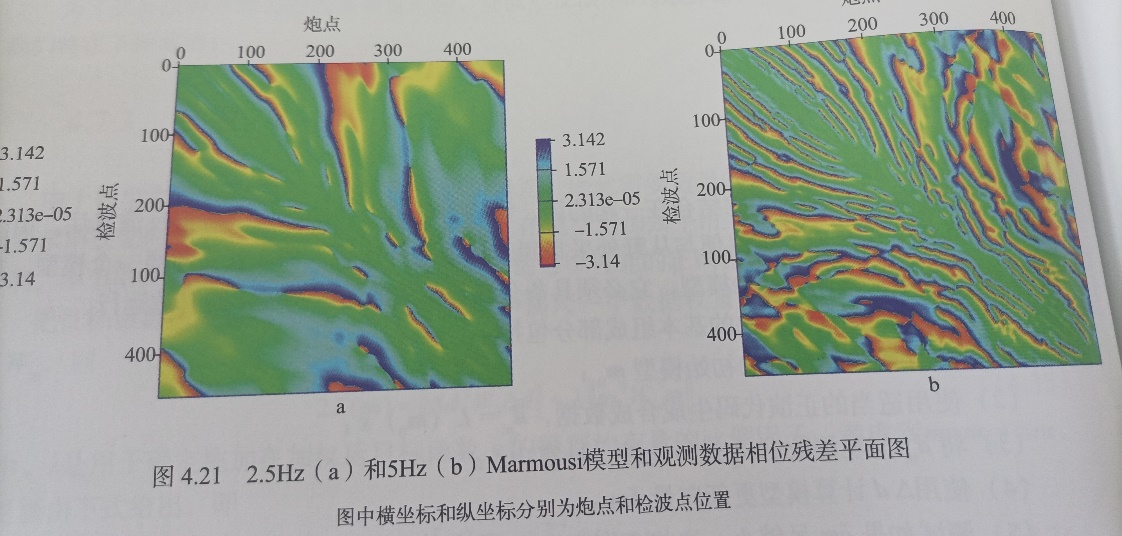 炮点
0 100 200 300 400
0
100
200
100
400
检波点
a
3.142
1.571
2.313e-05
-1.571
3.14
3.142
1.571
2.313e-05
-1.571
-3.14
炮点
0 100 200 300 400
0
100
200
100
400
检波点
b
图 4.21 2.5Hz（a）和5Hz（b）Marmousi模型和观测数据相位残差平面图
图中横坐标和纵坐标分别为炮点和检波点位置